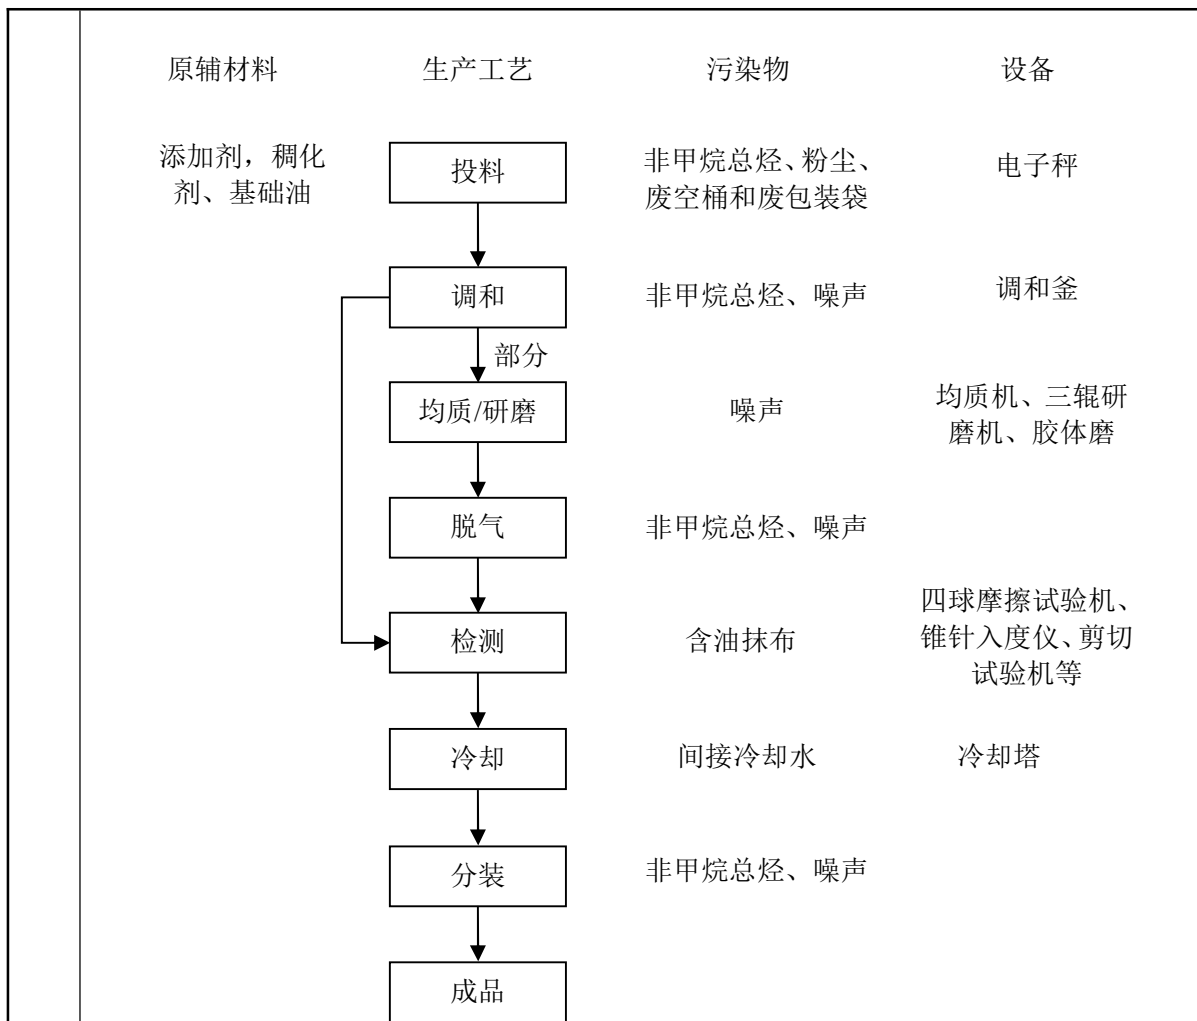 原辅材料 生产工艺 污染物 设备
添加剂，稠化
剂、基础油
投料
非甲烷总烃、粉尘、
废空桶和废包装袋
电子秤
调和
非甲烷总烃、噪声
调和釜
部分
均质/研磨
噪声
均质机、三辊研
磨机、胶体磨
脱气
非甲烷总烃、噪声
检测
含油抹布
四球摩擦试验机、
锥针入度仪、剪切
试验机等
冷却
间接冷却水
冷却塔
分装
非甲烷总烃、噪声
成品